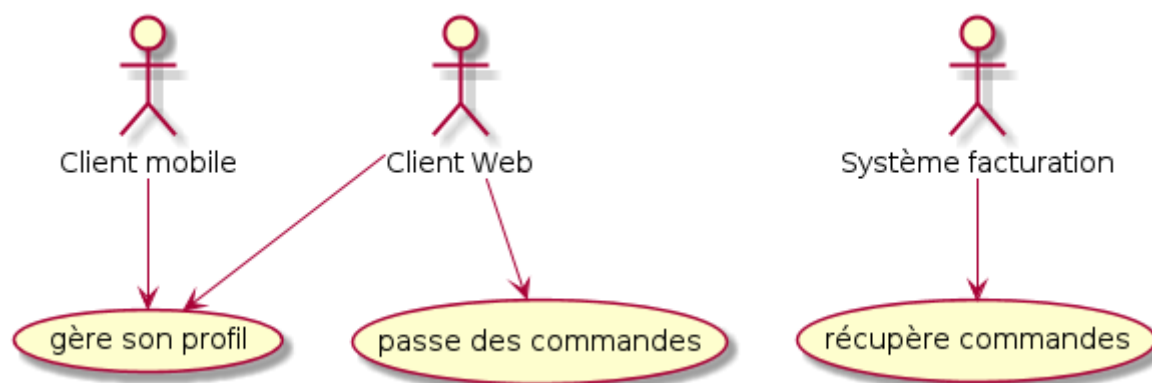 Client mobile
Client Web
Système facturation
gère son profil
passe des commandes
récupère commandes